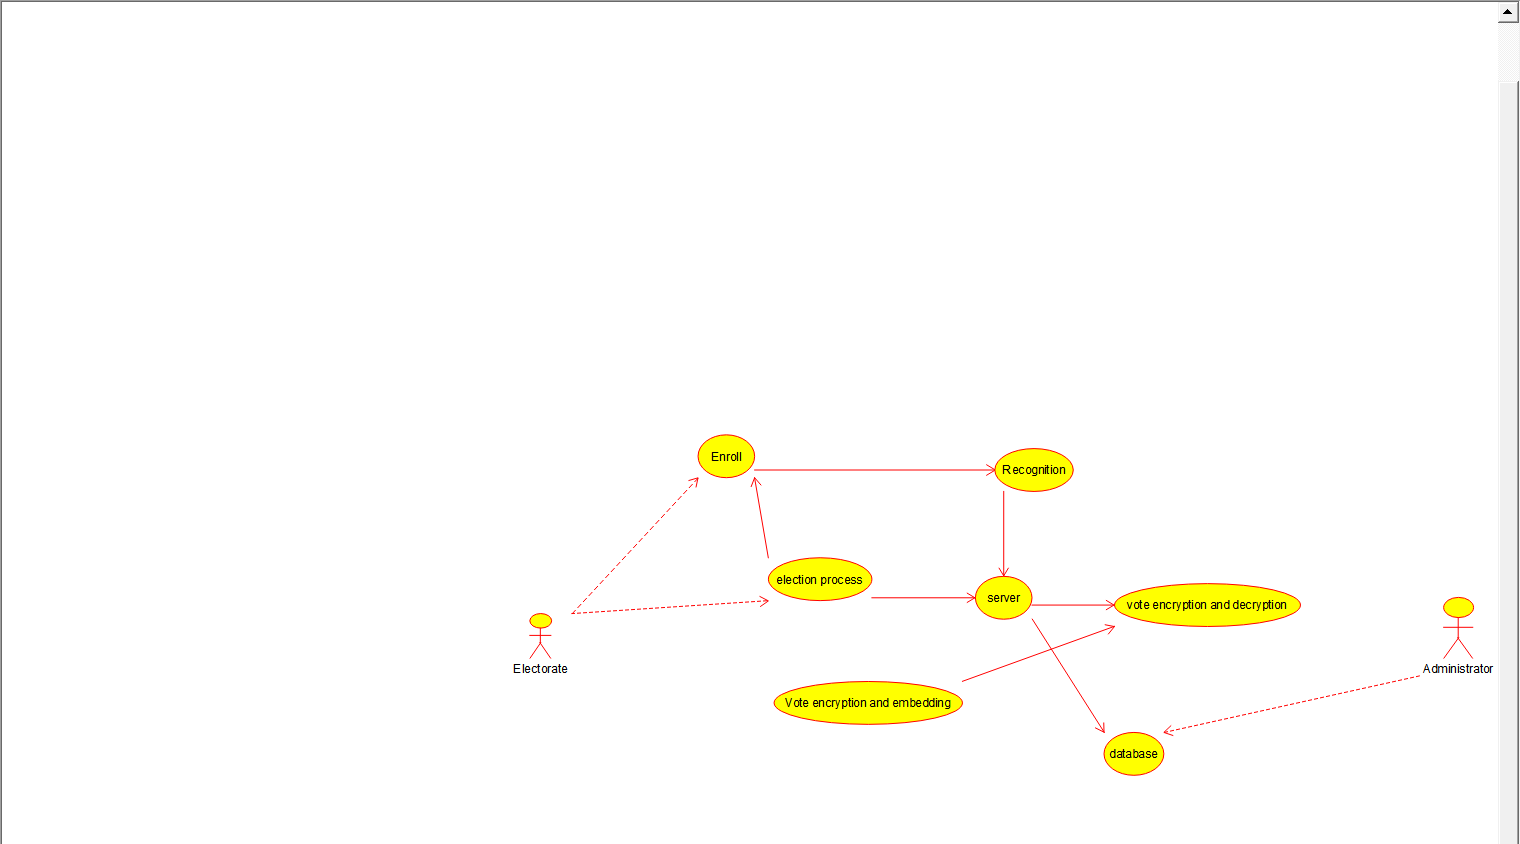 Enroll
Recognition
election process
server
vote encryption and decryption
Electorate
Administrator
Vote encryption and embedding
database